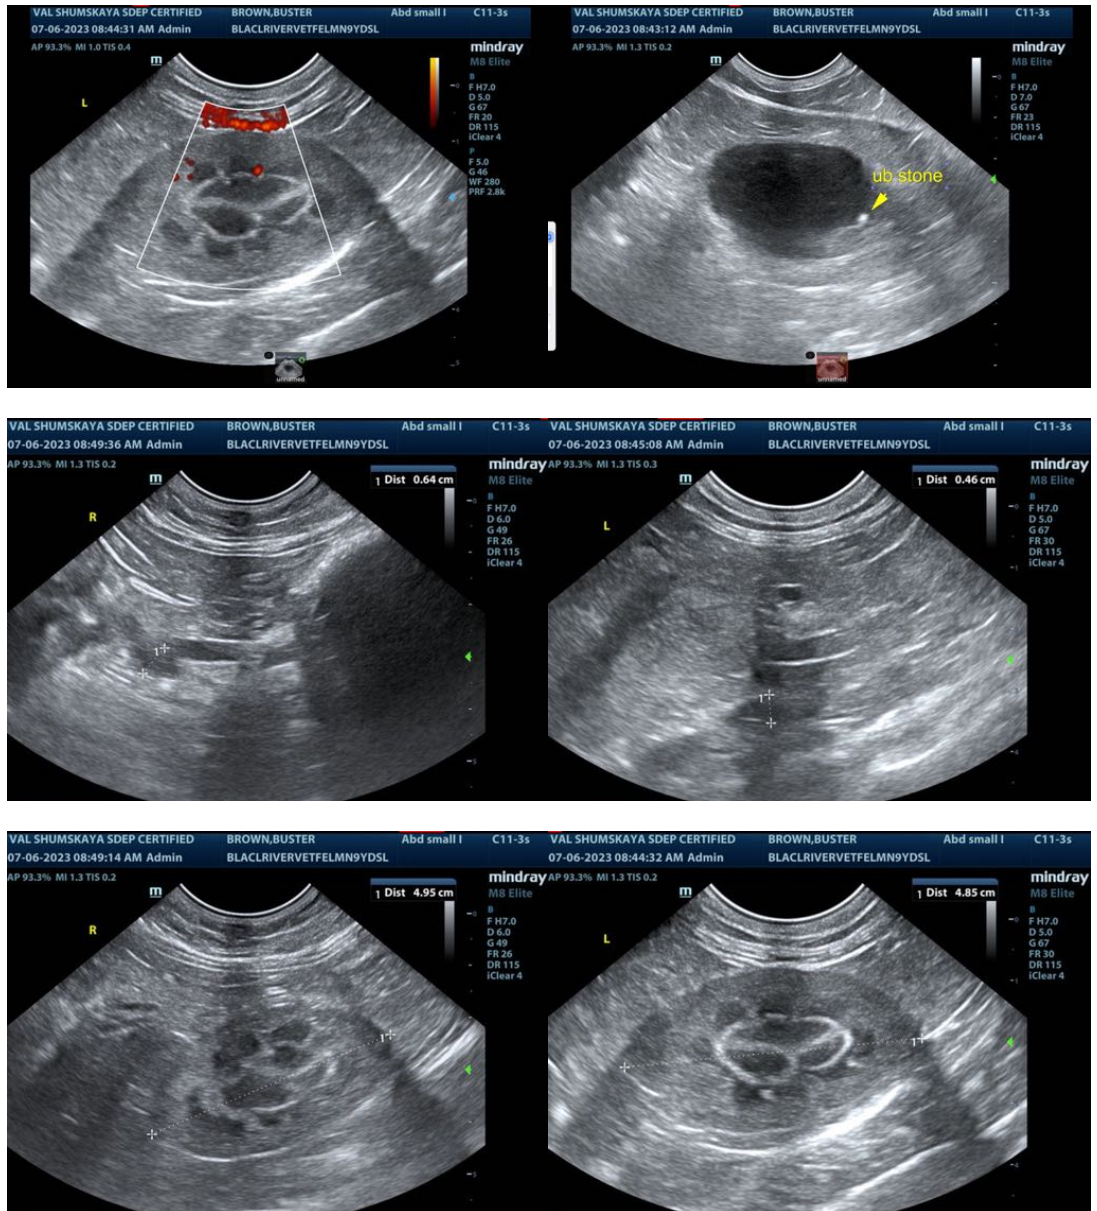 VAL SHUMSKAYA SDEP CERTIFIED BROWN,BUSTER Abd small I C11-3s
07-06-2023 08:44:31 AM Admin BLACLRIVERVETFELMN9YDSL
AP 93.3% MI 1.0 TIS 0.4
mindray
M8 Elite
m
L
B
F H7.0
D 5.0
G 67
FR 20
DR 115
iClear 4
P
F 5.0
G 46
WF 280
PRF 2.8k
unnamed
VAL SHUMSKAYA SDEP CERTIFIED BROWN,BUSTER Abd small I C11-3s
07-06-2023 08:43:12 AM Admin BLACLRIVERVETFELMN9YDSL
AP 93.3% MI 1.3 TIS 0.2
mindray
M8 Elite
m
B
F H7.0
D 7.0
G 67
FR 23
DR 115
iClear 4
ub stone
unnamed
VAL SHUMSKAYA SDEP CERTIFIED BROWN,BUSTER Abd small I C11-3s
07-06-2023 08:49:36 AM Admin BLACLRIVERVETFELMN9YDSL
AP 93.3% MI 1.3 TIS 0.2
mindray
M8 Elite
m
1 Dist 0.64 cm
R
B
F H7.0
D 6.0
G 49
FR 26
DR 115
iClear 4
1
VAL SHUMSKAYA SDEP CERTIFIED BROWN,BUSTER Abd small I C11-3s
07-06-2023 08:45:08 AM Admin BLACLRIVERVETFELMN9YDSL
AP 93.3% MI 1.3 TIS 0.3
mindray
M8 Elite
m
1 Dist 0.46 cm
L
B
F H7.0
D 5.0
G 67
FR 30
DR 115
iClear 4
1
VAL SHUMSKAYA SDEP CERTIFIED BROWN,BUSTER Abd small I C11-3s
07-06-2023 08:49:14 AM Admin BLACLRIVERVETFELMN9YDSL
AP 93.3% MI 1.3 TIS 0.2
mindray
M8 Elite
m
1 Dist 4.95 cm
R
B
F H7.0
D 6.0
G 49
FR 26
DR 115
iClear 4
1
VAL SHUMSKAYA SDEP CERTIFIED BROWN,BUSTER Abd small I C11-3s
07-06-2023 08:44:32 AM Admin BLACLRIVERVETFELMN9YDSL
AP 93.3% MI 1.3 TIS 0.2
mindray
M8 Elite
m
1 Dist 4.85 cm
L
B
F H7.0
D 5.0
G 67
FR 30
DR 115
iClear 4
1